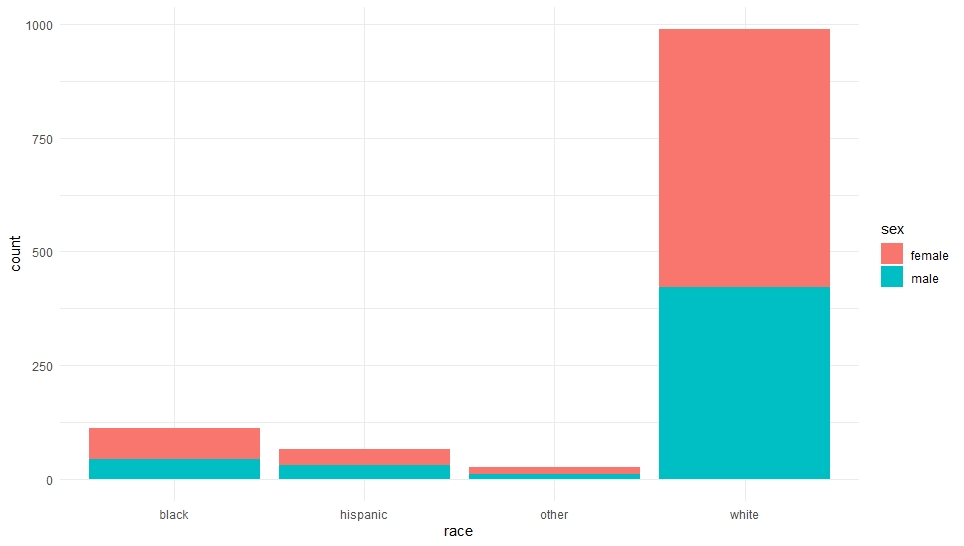 1000
750
500
250
0
count
black hispanic other white
race
sex
female
male